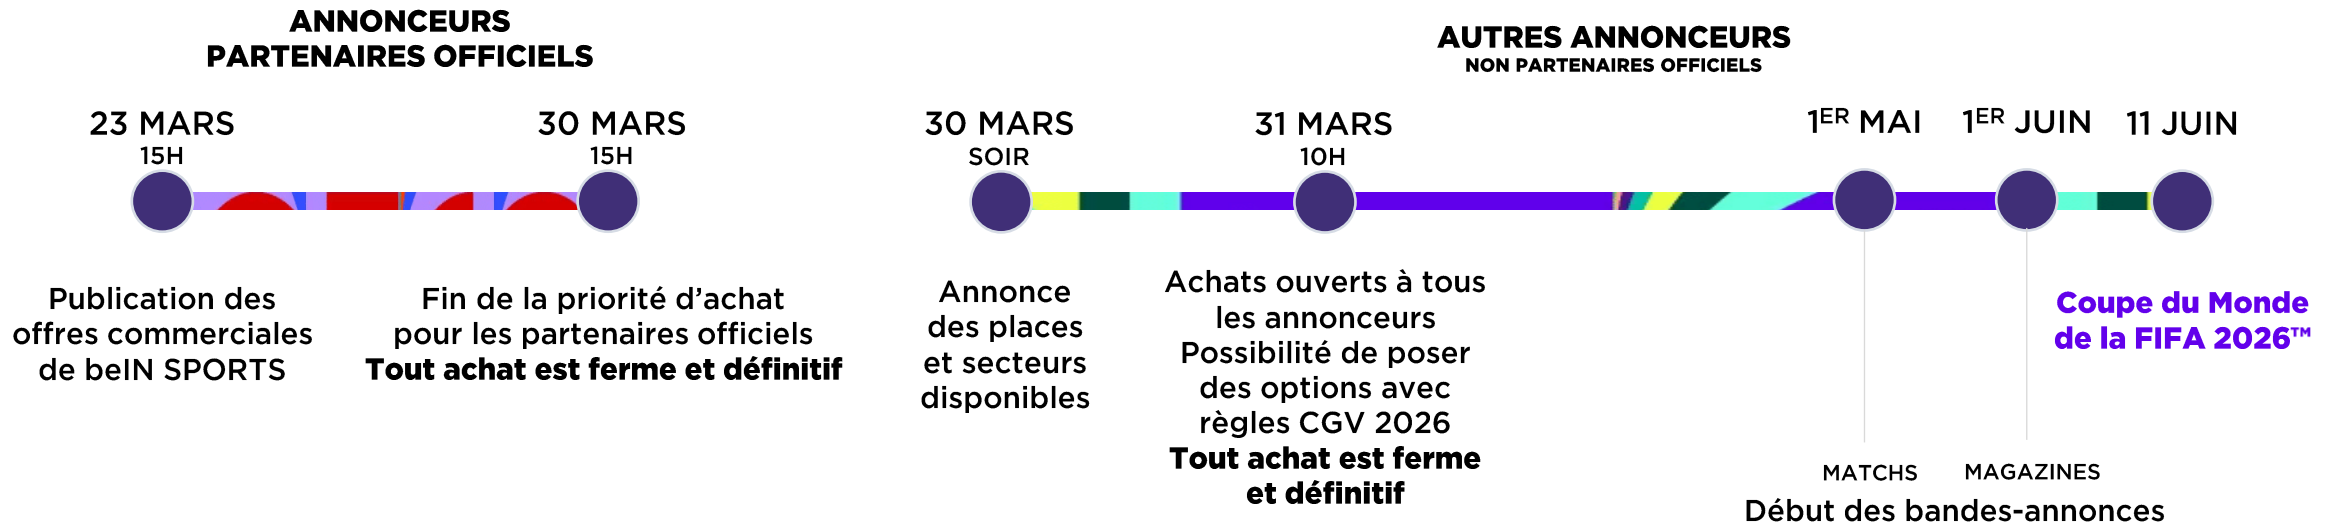 ANNONCEURS
PARTENAIRES OFFICIELS
23 MARS
15H
Publication des
offres commerciales
de beIN SPORTS
30 MARS
15H
Fin de la priorité d’achat
pour les partenaires officiels
Tout achat est ferme et définitif
AUTRES ANNONCEURS
NON PARTENAIRES OFFICIELS
30 MARS
SOIR
Annonce
des places
et secteurs
disponibles
31 MARS
10H
Achats ouverts à tous
les annonceurs
Possibilité de poser
des options avec
règles CGV 2026
Tout achat est ferme
et définitif
1ER MAI
MATCHS
1ER JUIN
MAGAZINES
Début des bandes-annonces
11 JUIN
Coupe du Monde
de la FIFA 2026™